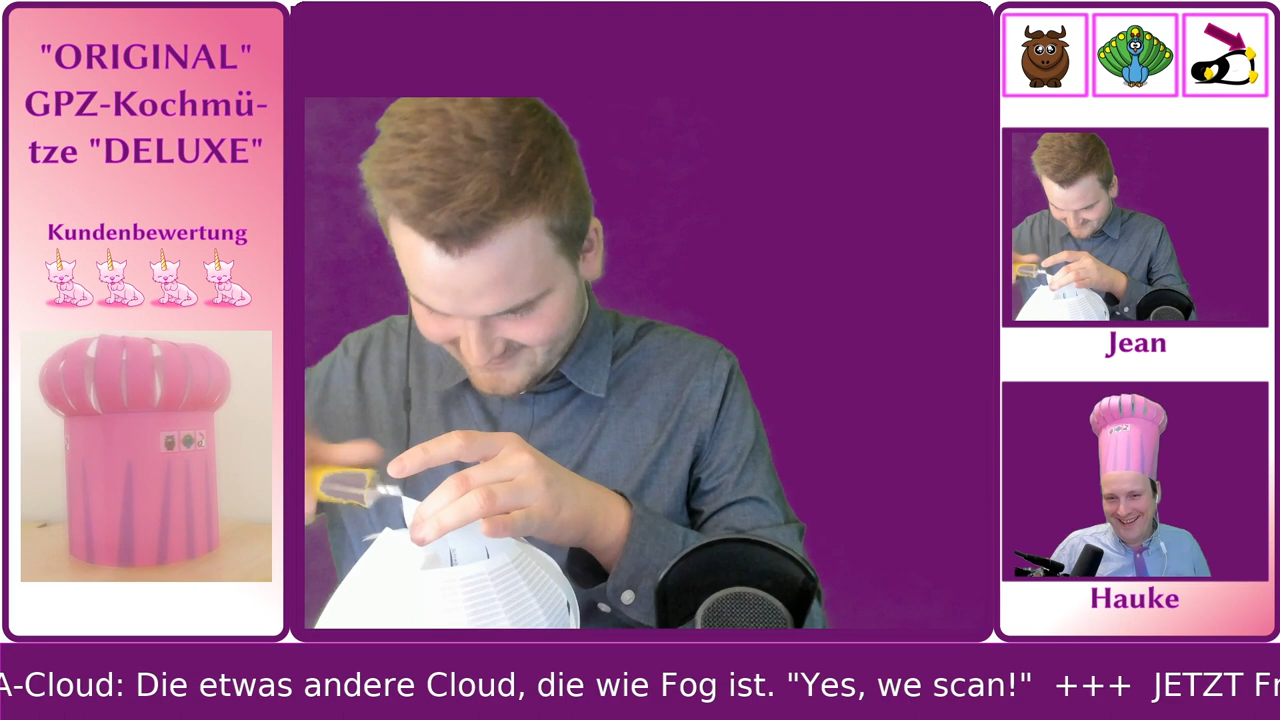 "ORIGINAL"
GPZ-Kochmü-
tze "DELUXE"
Kundenbewertung
Jean
Hauke
A-Cloud: Die etwas andere Cloud, die wie Fog ist. "Yes, we scan!" +++ JETZT Fr